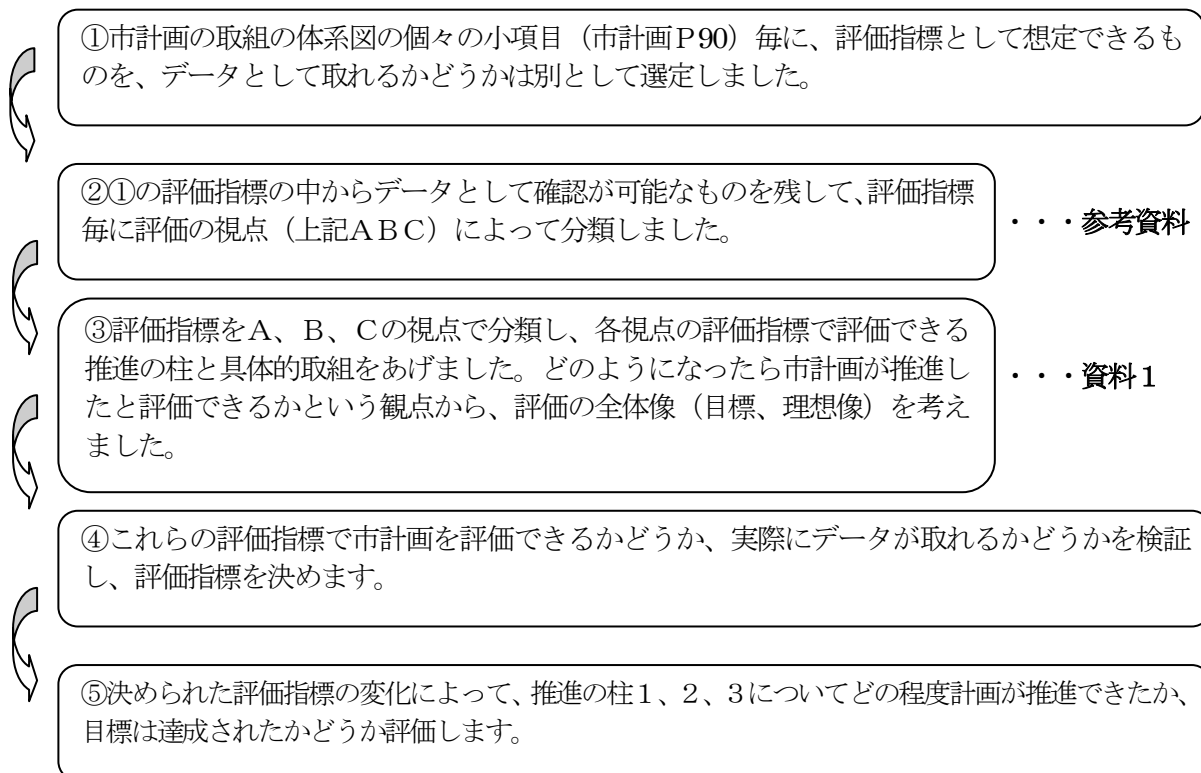 ①市計画の取組の体系図の個々の小項目（市計画Ｐ90）毎に、評価指標として想定できるも
のを、データとして取れるかどうかは別として選定しました。
②①の評価指標の中からデータとして確認が可能なものを残して、評価指標
毎に評価の視点（上記ＡＢＣ）によって分類しました。
・・・参考資料
③評価指標をＡ、Ｂ、Ｃの視点で分類し、各視点の評価指標で評価できる
推進の柱と具体的取組をあげました。どのようになったら市計画が推進し
たと評価できるかという観点から、評価の全体像（目標、理想像）を考え
ました。
・・・資料１
④これらの評価指標で市計画を評価できるかどうか、実際にデータが取れるかどうかを検証
し、評価指標を決めます。
⑤決められた評価指標の変化によって、推進の柱１、２、３についてどの程度計画が推進できたか、
目標は達成されたかどうか評価します。